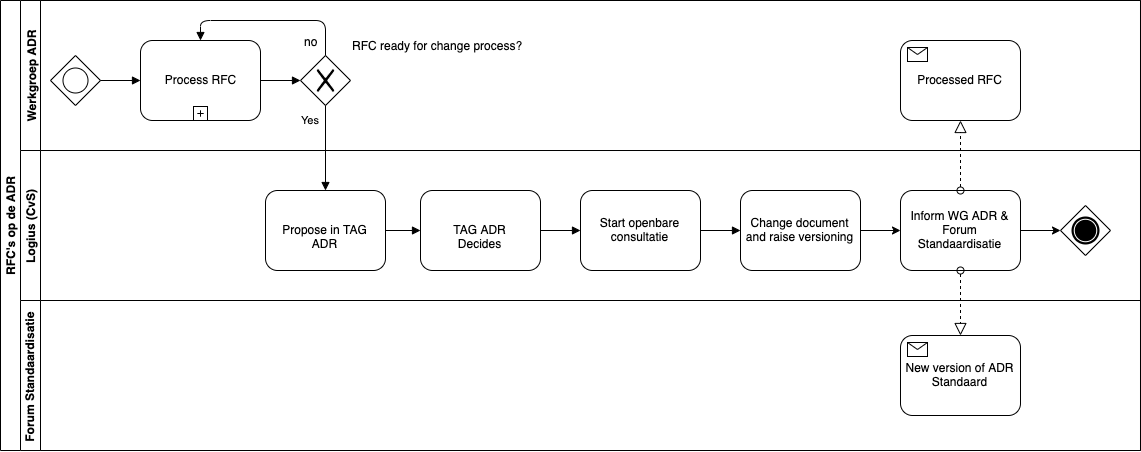 RFC's op de ADR
Werkgroep ADR
Process RFC
no
RFC ready for change process?
Yes
Processed RFC
Logius (CvS)
Propose in TAG
ADR
TAG ADR
Decides
Start openbare
consultatie
Change document
and raise versioning
Inform WG ADR &
Forum
Standaardisatie
Forum Standaardisatie
New version of ADR
Standaard